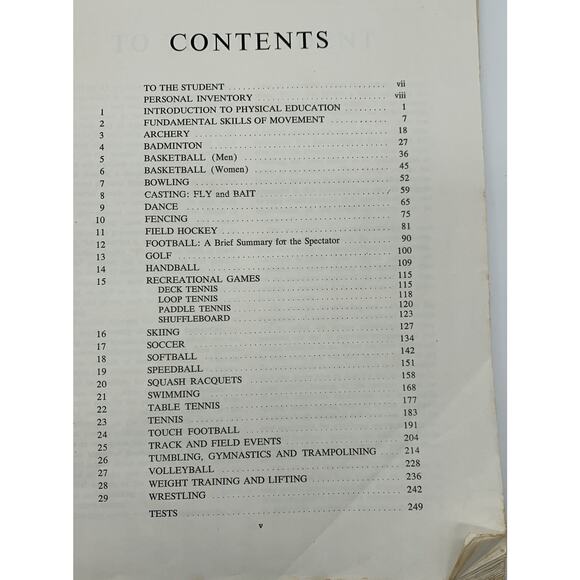 CONTENTS
TO THE STUDENT vii
PERSONAL INVENTORY viii
1 INTRODUCTION TO PHYSICAL EDUCATION 1
2 FUNDAMENTAL SKILLS OF MOVEMENT 7
3 ARCHERY 18
4 BADMINTON 27
5 BASKETBALL (Men) 36
6 BASKETBALL (Women) 45
7 BOWLING 52
8 CASTING: FLY and BAIT 59
9 DANCE 65
10 FENCING 75
11 FIELD HOCKEY 81
12 FOOTBALL: A Brief Summary for the Spectator 90
13 GOLF 100
14 HANDBALL 109
15 RECREATIONAL GAMES 115
DECK TENNIS 115
LOOP TENNIS 118
PADDLE TENNIS 120
SHUFFLEBOARD 123
16 SKIING 127
17 SOCCER 134
18 SOFTBALL 142
19 SPEEDBALL 151
20 SQUASH RACQUETS 158
21 SWIMMING 168
22 TABLE TENNIS 177
23 TENNIS 183
24 TOUCH FOOTBALL 191
25 TRACK AND FIELD EVENTS 204
26 TUMBLING, GYMNASTICS AND TRAMPOLINING 214
27 VOLLEYBALL 228
28 WEIGHT TRAINING AND LIFTING 236
29 WRESTLING 242
TESTS 249
v